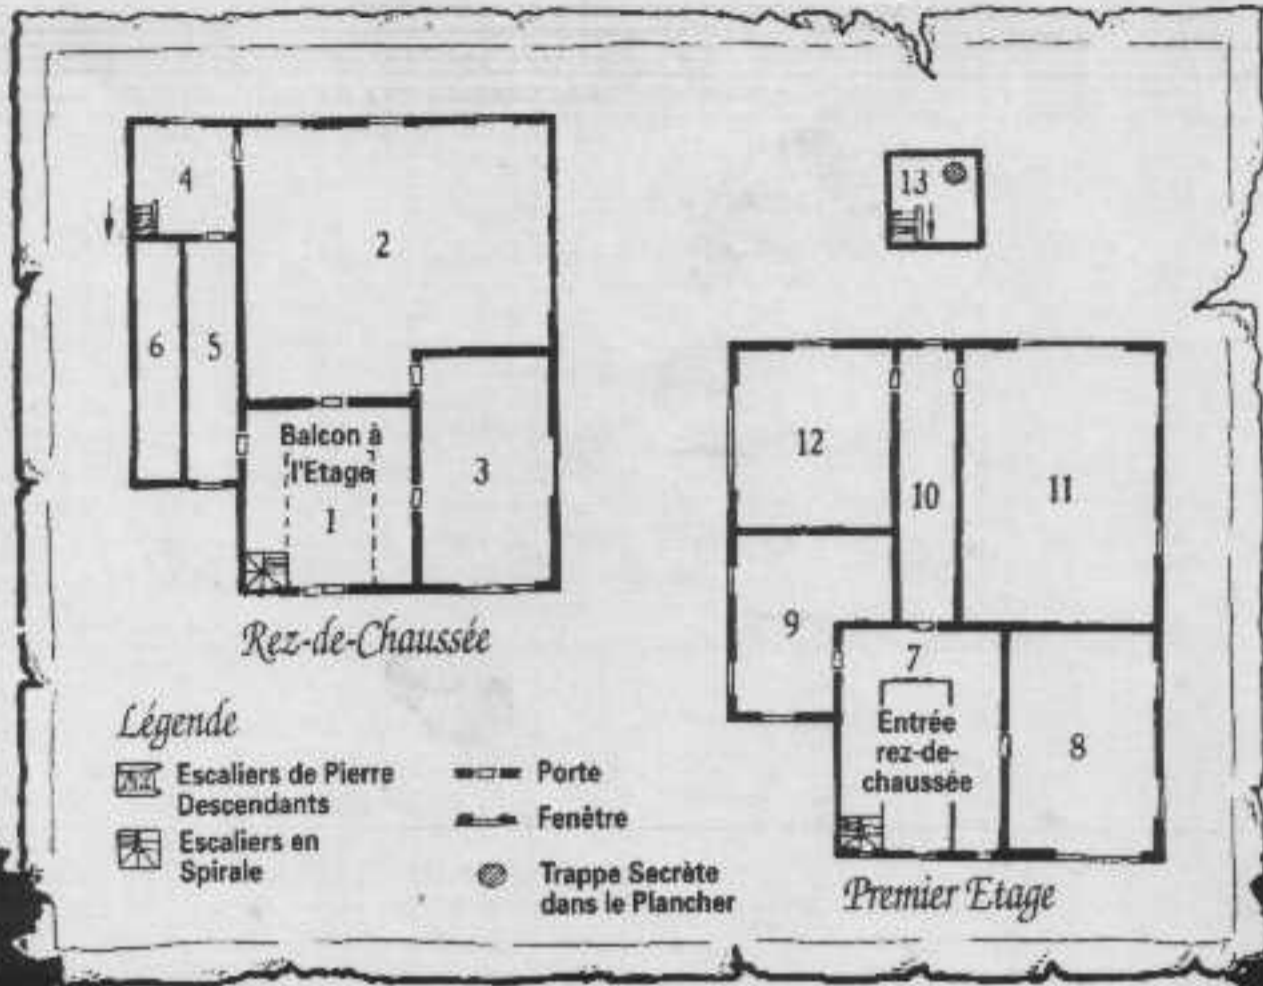 4
2
13
6
5
Balcon à
l'Etage
1
3
Rez-de-Chaussée
12
10
11
9
7
Entrée
rez-de-
chaussée
8
Premier Etage
Légende
Escaliers de Pierre
Descendants
Escaliers en
Spirale
Porte
Fenêtre
Trappe Secrète
dans le Plancher